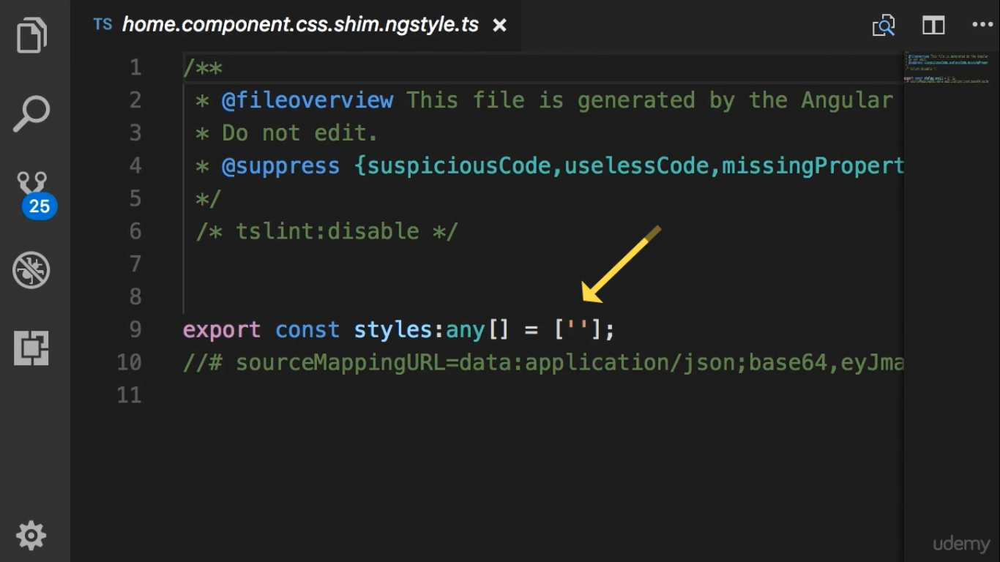 TS home.component.css.shim.ngstyle.ts
1 /**
2 * @fileoverview This file is generated by the Angular
3 * Do not edit.
4 * @suppress {suspiciousCode,uselessCode,missingPropert
5 */
6 /* tslint:disable */
7
8
9 export const styles:any[] = [''];
10 //# sourceMappingURL=data:application/json;base64,eyJma
11
25
udemy